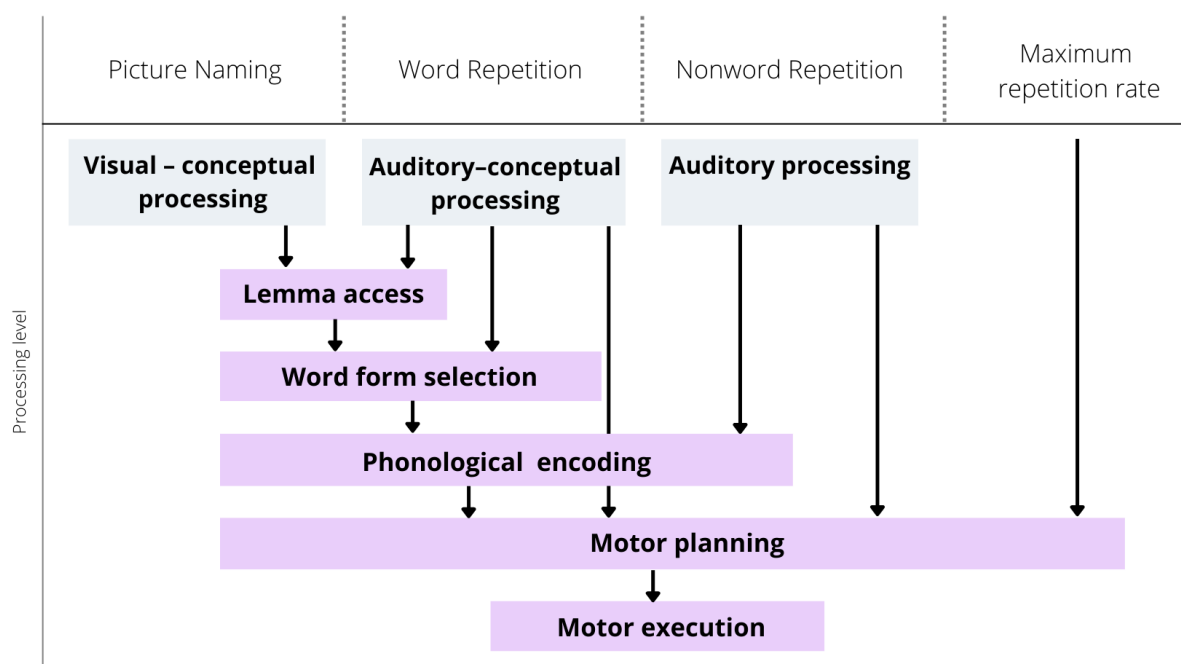 Picture Naming
Word Repetition
Nonword Repetition
Maximum
repetition rate
Visual – conceptual
processing
Auditory–conceptual
processing
Auditory processing
Lemma access
Word form selection
Phonological encoding
Motor planning
Motor execution
Processing level